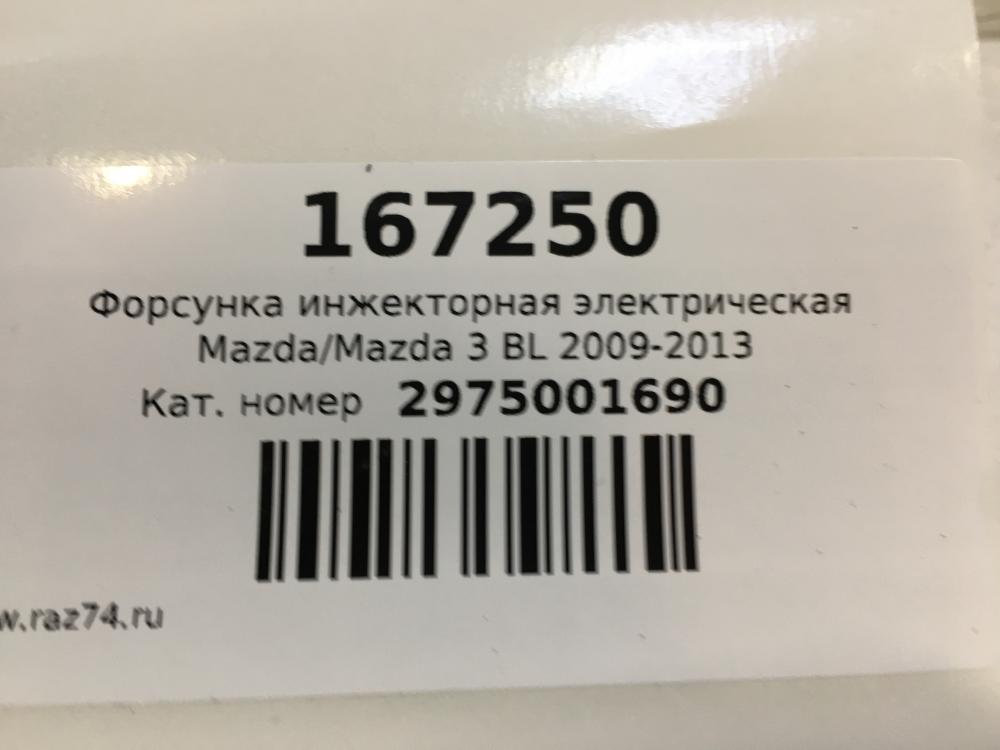 167250
Форсунка инжекторная электрическая
Mazda/Mazda 3 BL 2009-2013
Кат. номер 2975001690
w.raz74.ru